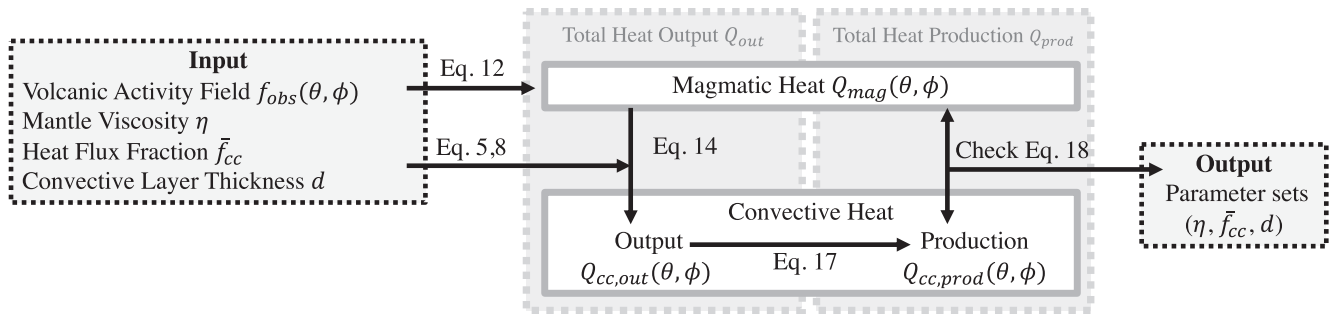 Input
Volcanic Activity Field f_obs(θ, ϕ)
Mantle Viscosity η
Heat Flux Fraction f̄_cc
Convective Layer Thickness d
Eq. 12
Eq. 5,8
Total Heat Output Q_out
Total Heat Production Q_prod
Magmatic Heat Q_mag(θ, ϕ)
Eq. 14
Check Eq. 18
Convective Heat
Output
Q_cc,out(θ, ϕ)
Eq. 17
Production
Q_cc,prod(θ, ϕ)
Output
Parameter sets
(η, f̄_cc, d)